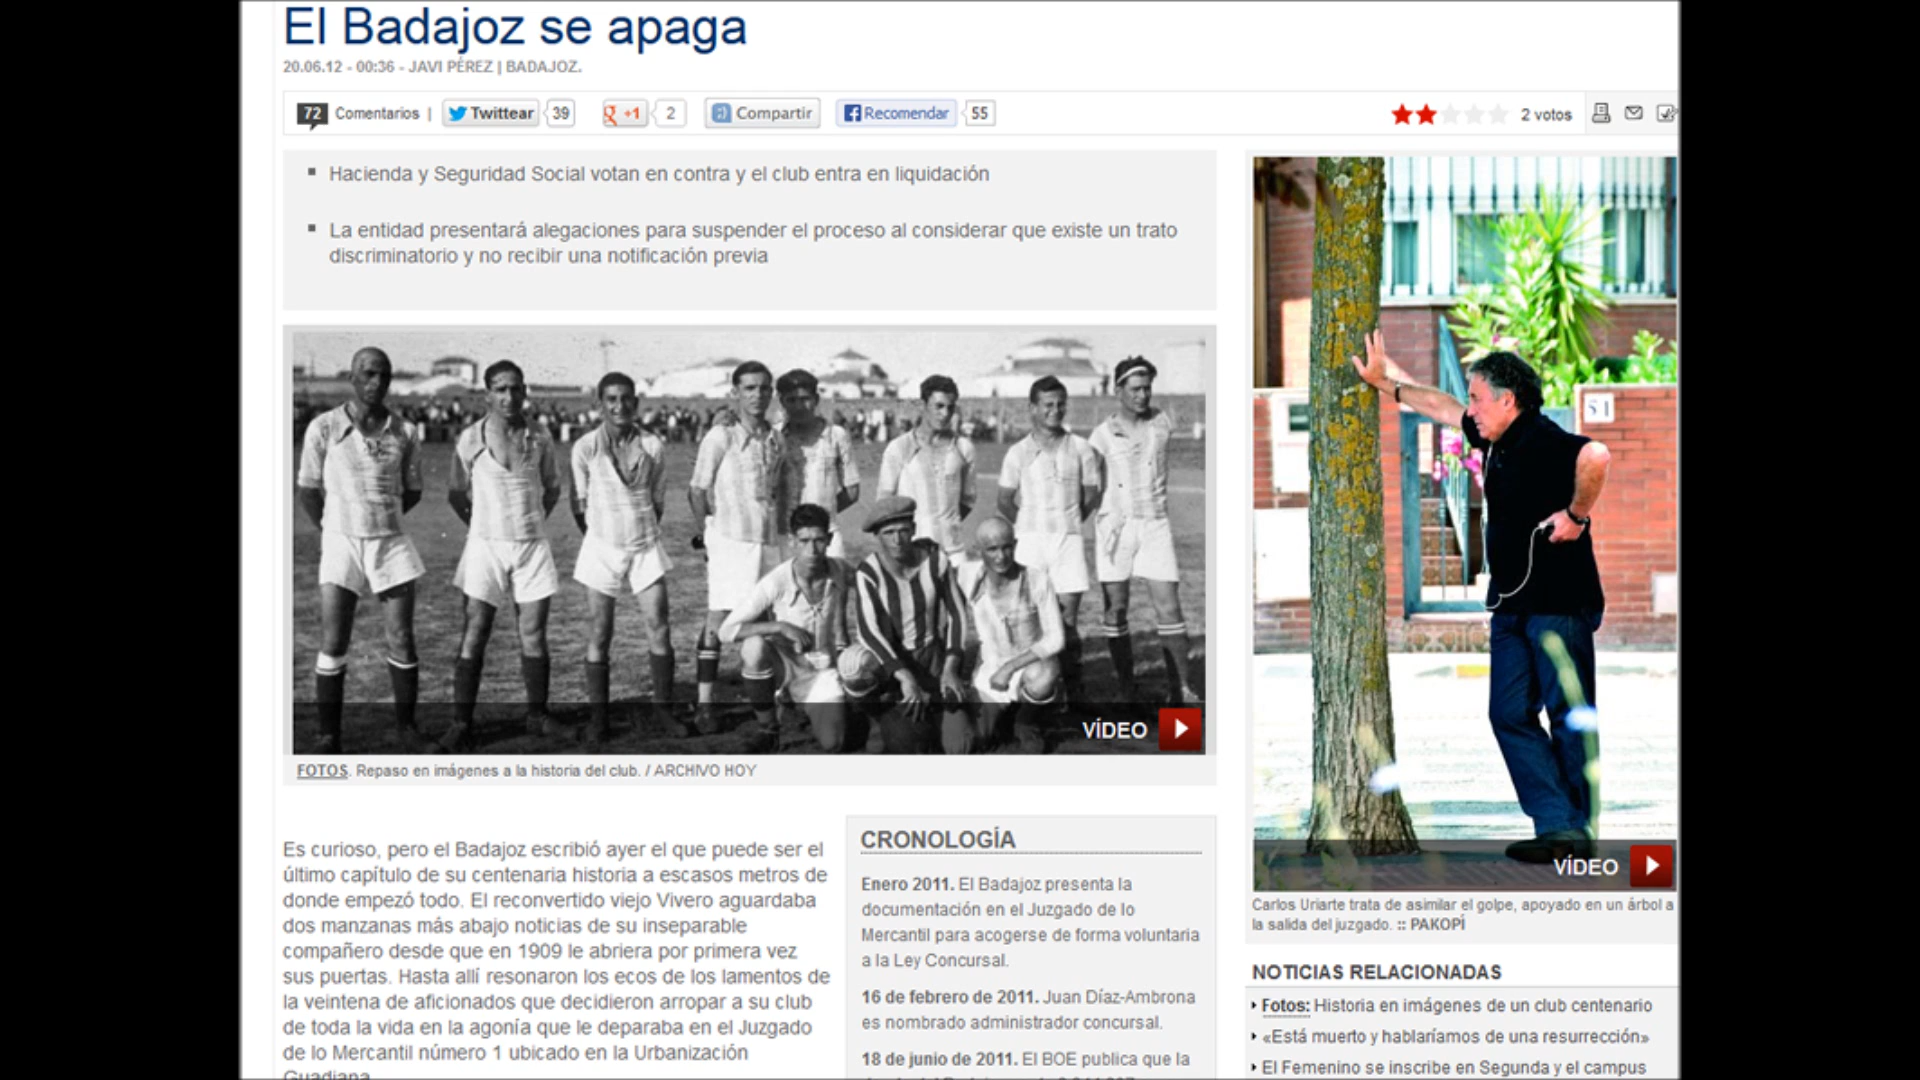 El Badajoz se apaga
20.06.12 - 00:36 - JAVI PÉREZ | BADAJOZ.
72 Comentarios | Twittear 39 +1 2 Compartir Recomendar 55 2 votos
Hacienda y Seguridad Social votan en contra y el club entra en liquidación
La entidad presentará alegaciones para suspender el proceso al considerar que existe un trato
discriminatorio y no recibir una notificación previa
VÍDEO
FOTOS. Repaso en imágenes a la historia del club. / ARCHIVO HOY
Es curioso, pero el Badajoz escribió ayer el que puede ser el
último capítulo de su centenaria historia a escasos metros de
donde empezó todo. El reconvertido viejo Vivero aguardaba
dos manzanas más abajo noticias de su inseparable
compañero desde que en 1909 le abriera por primera vez
sus puertas. Hasta allí resonaron los ecos de los lamentos de
la veintena de aficionados que decidieron arropar a su club
de toda la vida en la agonía que le deparaba en el Juzgado
de lo Mercantil número 1 ubicado en la Urbanización
Guadiana
CRONOLOGÍA
Enero 2011. El Badajoz presenta la
documentación en el Juzgado de lo
Mercantil para acogerse de forma voluntaria
a la Ley Concursal.
16 de febrero de 2011. Juan Díaz-Ambrona
es nombrado administrador concursal.
18 de junio de 2011. El BOE publica que la
51
VÍDEO
Carlos Uriarte trata de asimilar el golpe, apoyado en un árbol a
la salida del juzgado. :: PAKOPÍ
NOTICIAS RELACIONADAS
Fotos: Historia en imágenes de un club centenario
«Está muerto y hablaríamos de una resurrección»
El Femenino se inscribe en Segunda y el campus